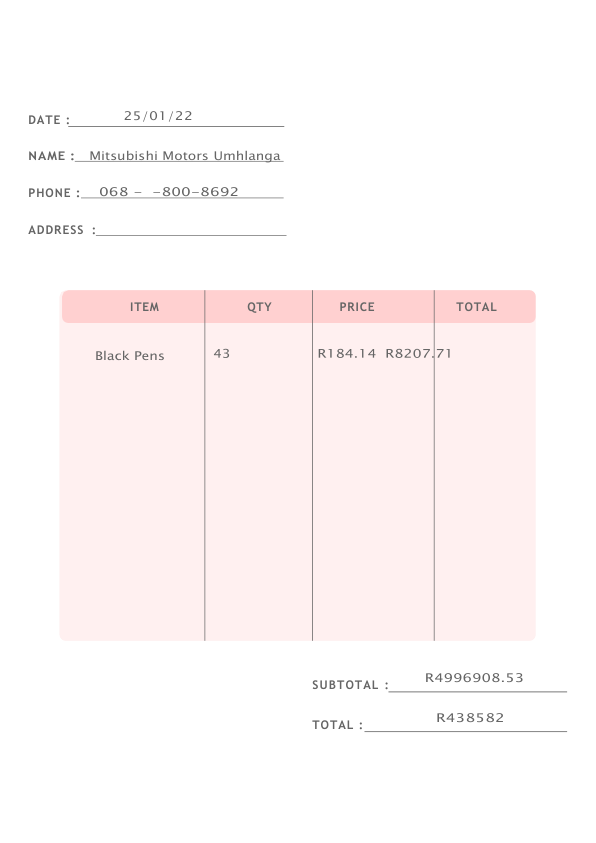 DATE : 25/01/22
NAME : Mitsubishi Motors Umhlanga
PHONE : 068 – –800–8692
ADDRESS :
ITEM QTY PRICE TOTAL
Black Pens 43 R184.14 R8207.71
SUBTOTAL : R4996908.53
TOTAL : R438582